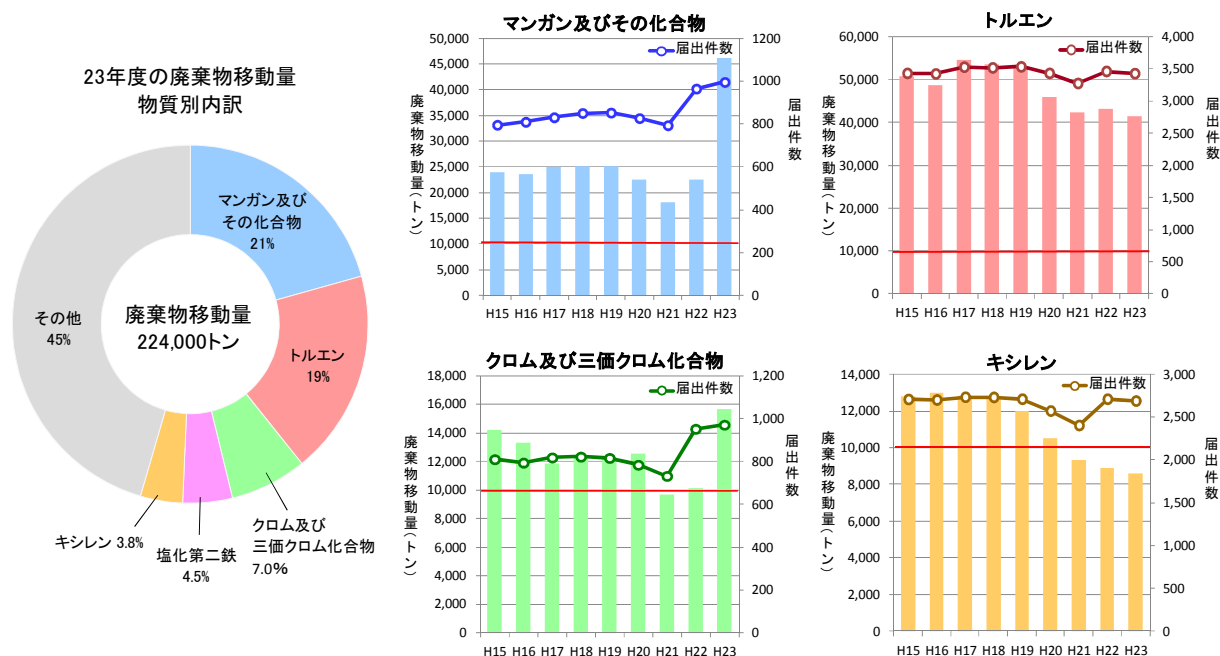 23年度の廃棄物移動量
物質別内訳
マンガン及び
その化合物
21%
トルエン
19%
クロム及び
三価クロム化合物
7.0%
塩化第二鉄
4.5%
キシレン 3.8%
その他
45%
廃棄物移動量
224,000トン
マンガン及びその化合物
届出件数
廃棄物移動量(トン)
50,000
45,000
40,000
35,000
30,000
25,000
20,000
15,000
10,000
5,000
0
1200
1000
800
600
400
200
0
届出件数
H15 H16 H17 H18 H19 H20 H21 H22 H23
トルエン
届出件数
廃棄物移動量(トン)
60,000
50,000
40,000
30,000
20,000
10,000
0
4,000
3,500
3,000
2,500
2,000
1,500
1,000
500
0
届出件数
H15 H16 H17 H18 H19 H20 H21 H22 H23
クロム及び三価クロム化合物
届出件数
廃棄物移動量(トン)
18,000
16,000
14,000
12,000
10,000
8,000
6,000
4,000
2,000
0
1,200
1,000
800
600
400
200
0
届出件数
H15 H16 H17 H18 H19 H20 H21 H22 H23
キシレン
届出件数
廃棄物移動量(トン)
14,000
12,000
10,000
8,000
6,000
4,000
2,000
0
3,000
2,500
2,000
1,500
1,000
500
0
届出件数
H15 H16 H17 H18 H19 H20 H21 H22 H23